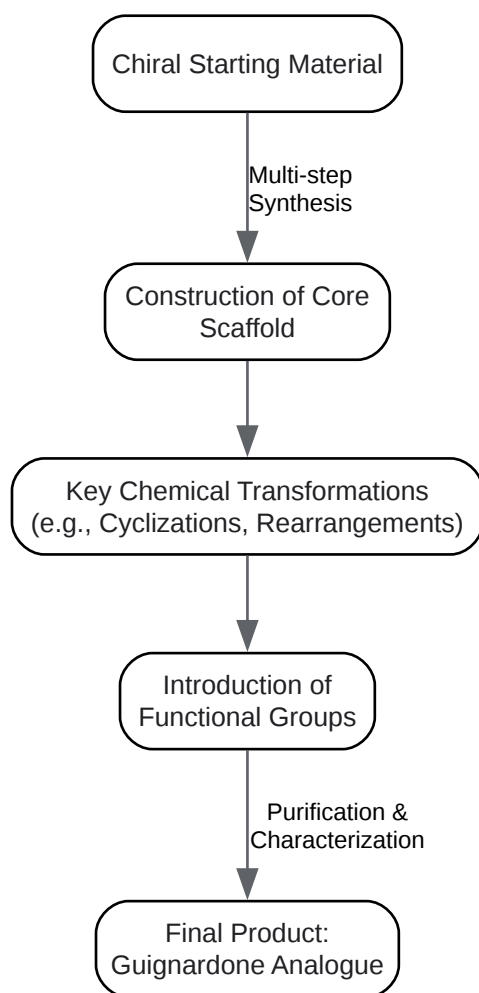 Chiral Starting Material
Multi-step
Synthesis
Construction of Core
Scaffold
Key Chemical Transformations
(e.g., Cyclizations, Rearrangements)
Introduction of
Functional Groups
Purification &
Characterization
Final Product:
Guignardone Analogue